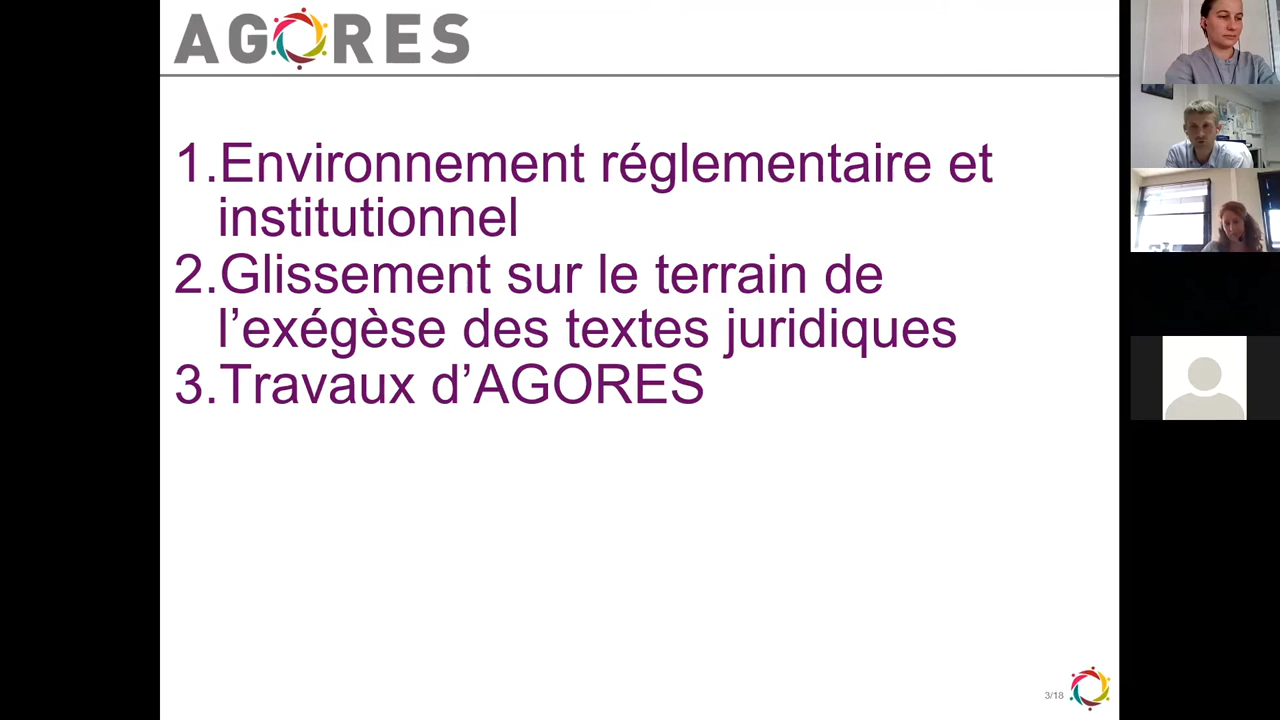 AGORES
1.Environnement réglementaire et
institutionnel
2.Glissement sur le terrain de
l’exégèse des textes juridiques
3.Travaux d’AGORES
3/18